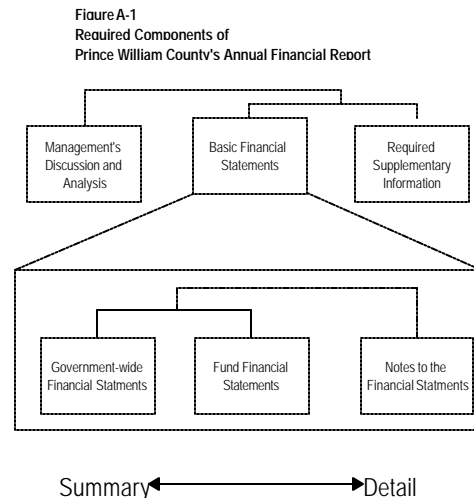 Figure A-1
Required Components of
Prince William County's Annual Financial Report
Management's
Discussion and
Analysis
Basic Financial
Statements
Required
Supplementary
Information
Government-wide
Financial Statments
Fund Financial
Statements
Notes to the
Financial Statments
Summary
Detail